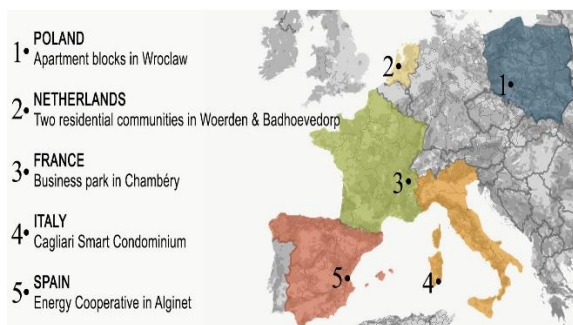 1• POLAND
Apartment blocks in Wroclaw
2• NETHERLANDS
Two residential communities in Woerden & Badhoevedorp
3• FRANCE
Business park in Chambéry
4• ITALY
Cagliari Smart Condominium
5• SPAIN
Energy Cooperative in Alginet
2•
1•
3•
5•
4•